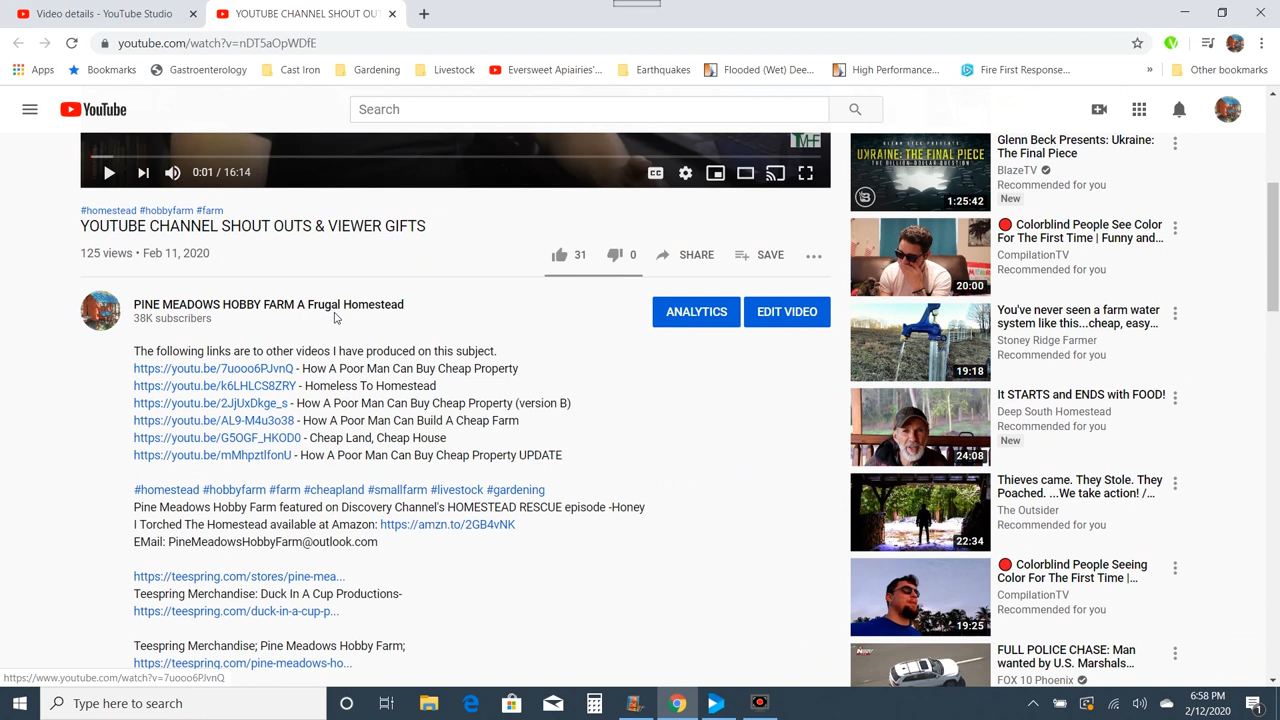 Video details - YouTube Studio
YOUTUBE CHANNEL SHOUT OUT
youtube.com/watch?v=nDT5aOpWDfE
Apps
Bookmarks
Gastroenterology
Cast Iron
Gardening
Livestock
Eversweet Apiairies'...
Earthquakes
Flooded (Wet) Dee...
High Performance...
Fire First Response...
»
Other bookmarks
YouTube
Search
0:01 / 16:14
CC
#homestead #hobbyfarm #farm
YOUTUBE CHANNEL SHOUT OUTS & VIEWER GIFTS
125 views • Feb 11, 2020
31
0
SHARE
SAVE
PINE MEADOWS HOBBY FARM A Frugal Homestead
38K subscribers
ANALYTICS
EDIT VIDEO
The following links are to other videos I have produced on this subject.
https://youtu.be/7uooo6PJvnQ - How A Poor Man Can Buy Cheap Property
https://youtu.be/k6LHLCS8ZRY - Homeless To Homestead
https://youtu.be/2JjUxDkge_s - How A Poor Man Can Buy Cheap Property (version B)
https://youtu.be/AL9-M4u3o38 - How A Poor Man Can Build A Cheap Farm
https://youtu.be/G5OGF_HKOD0 - Cheap Land, Cheap House
https://youtu.be/mMhpztlfonU - How A Poor Man Can Buy Cheap Property UPDATE
#homestead #hobbyfarm #farm #cheapland #smallfarm #livestock #gardening
Pine Meadows Hobby Farm featured on Discovery Channel's HOMESTEAD RESCUE episode -Honey
I Torched The Homestead available at Amazon: https://amzn.to/2GB4vNK
EMail: PineMeadowsHobbyFarm@outlook.com
https://teespring.com/stores/pine-mea...
Teespring Merchandise: Duck In A Cup Productions-
https://teespring.com/duck-in-a-cup-p...
Teespring Merchandise; Pine Meadows Hobby Farm;
https://teespring.com/pine-meadows-ho...
https://www.youtube.com/watch?v=7uooo6PJvnQ
GLENN BECK PRESENTS
UKRAINE: THE FINAL PIECE
THE BILLION-DOLLAR QUESTION
1:25:42
Glenn Beck Presents: Ukraine:
The Final Piece
BlazeTV
Recommended for you
New
20:00
Colorblind People See Color
For The First Time | Funny and...
CompilationTV
Recommended for you
19:18
You've never seen a farm water
system like this...cheap, easy...
Stoney Ridge Farmer
Recommended for you
24:08
It STARTS and ENDS with FOOD!
Deep South Homestead
Recommended for you
New
22:34
Thieves came. They Stole. They
Poached. ...We take action! /...
The Outsider
Recommended for you
19:25
Colorblind People Seeing
Color For The First Time |...
CompilationTV
Recommended for you
FULL POLICE CHASE: Man
wanted by U.S. Marshals...
FOX 10 Phoenix
Type here to search
6:58 PM
2/12/2020
1